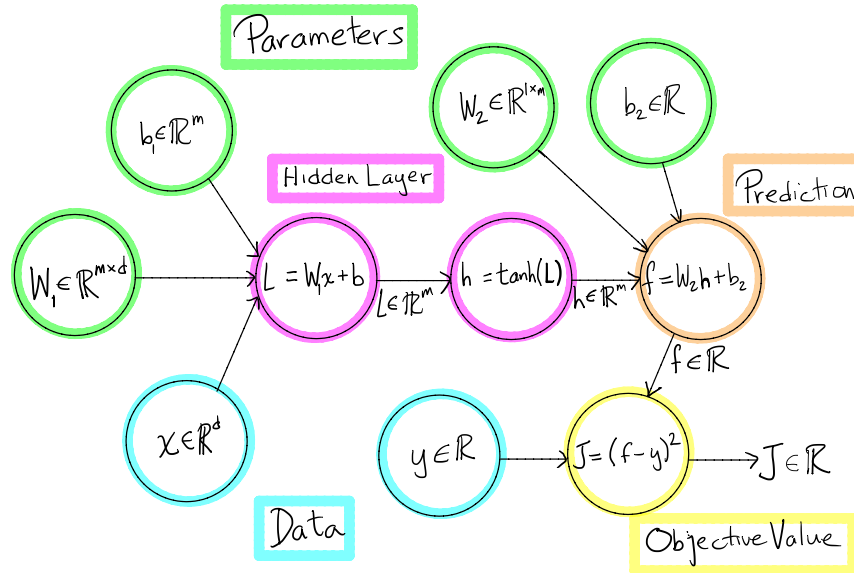 Parameters
b₁∈ℝᵐ
W₂∈ℝ¹ˣᵐ
b₂∈ℝ
Hidden Layer
Prediction
W₁∈ℝᵐˣᵈ
L = W₁x+b
L∈ℝᵐ
h = tanh(L)
h∈ℝᵐ
f=W₂h+b₂
f∈ℝ
x∈ℝᵈ
y∈ℝ
J=(f-y)²
J∈ℝ
Data
Objective Value